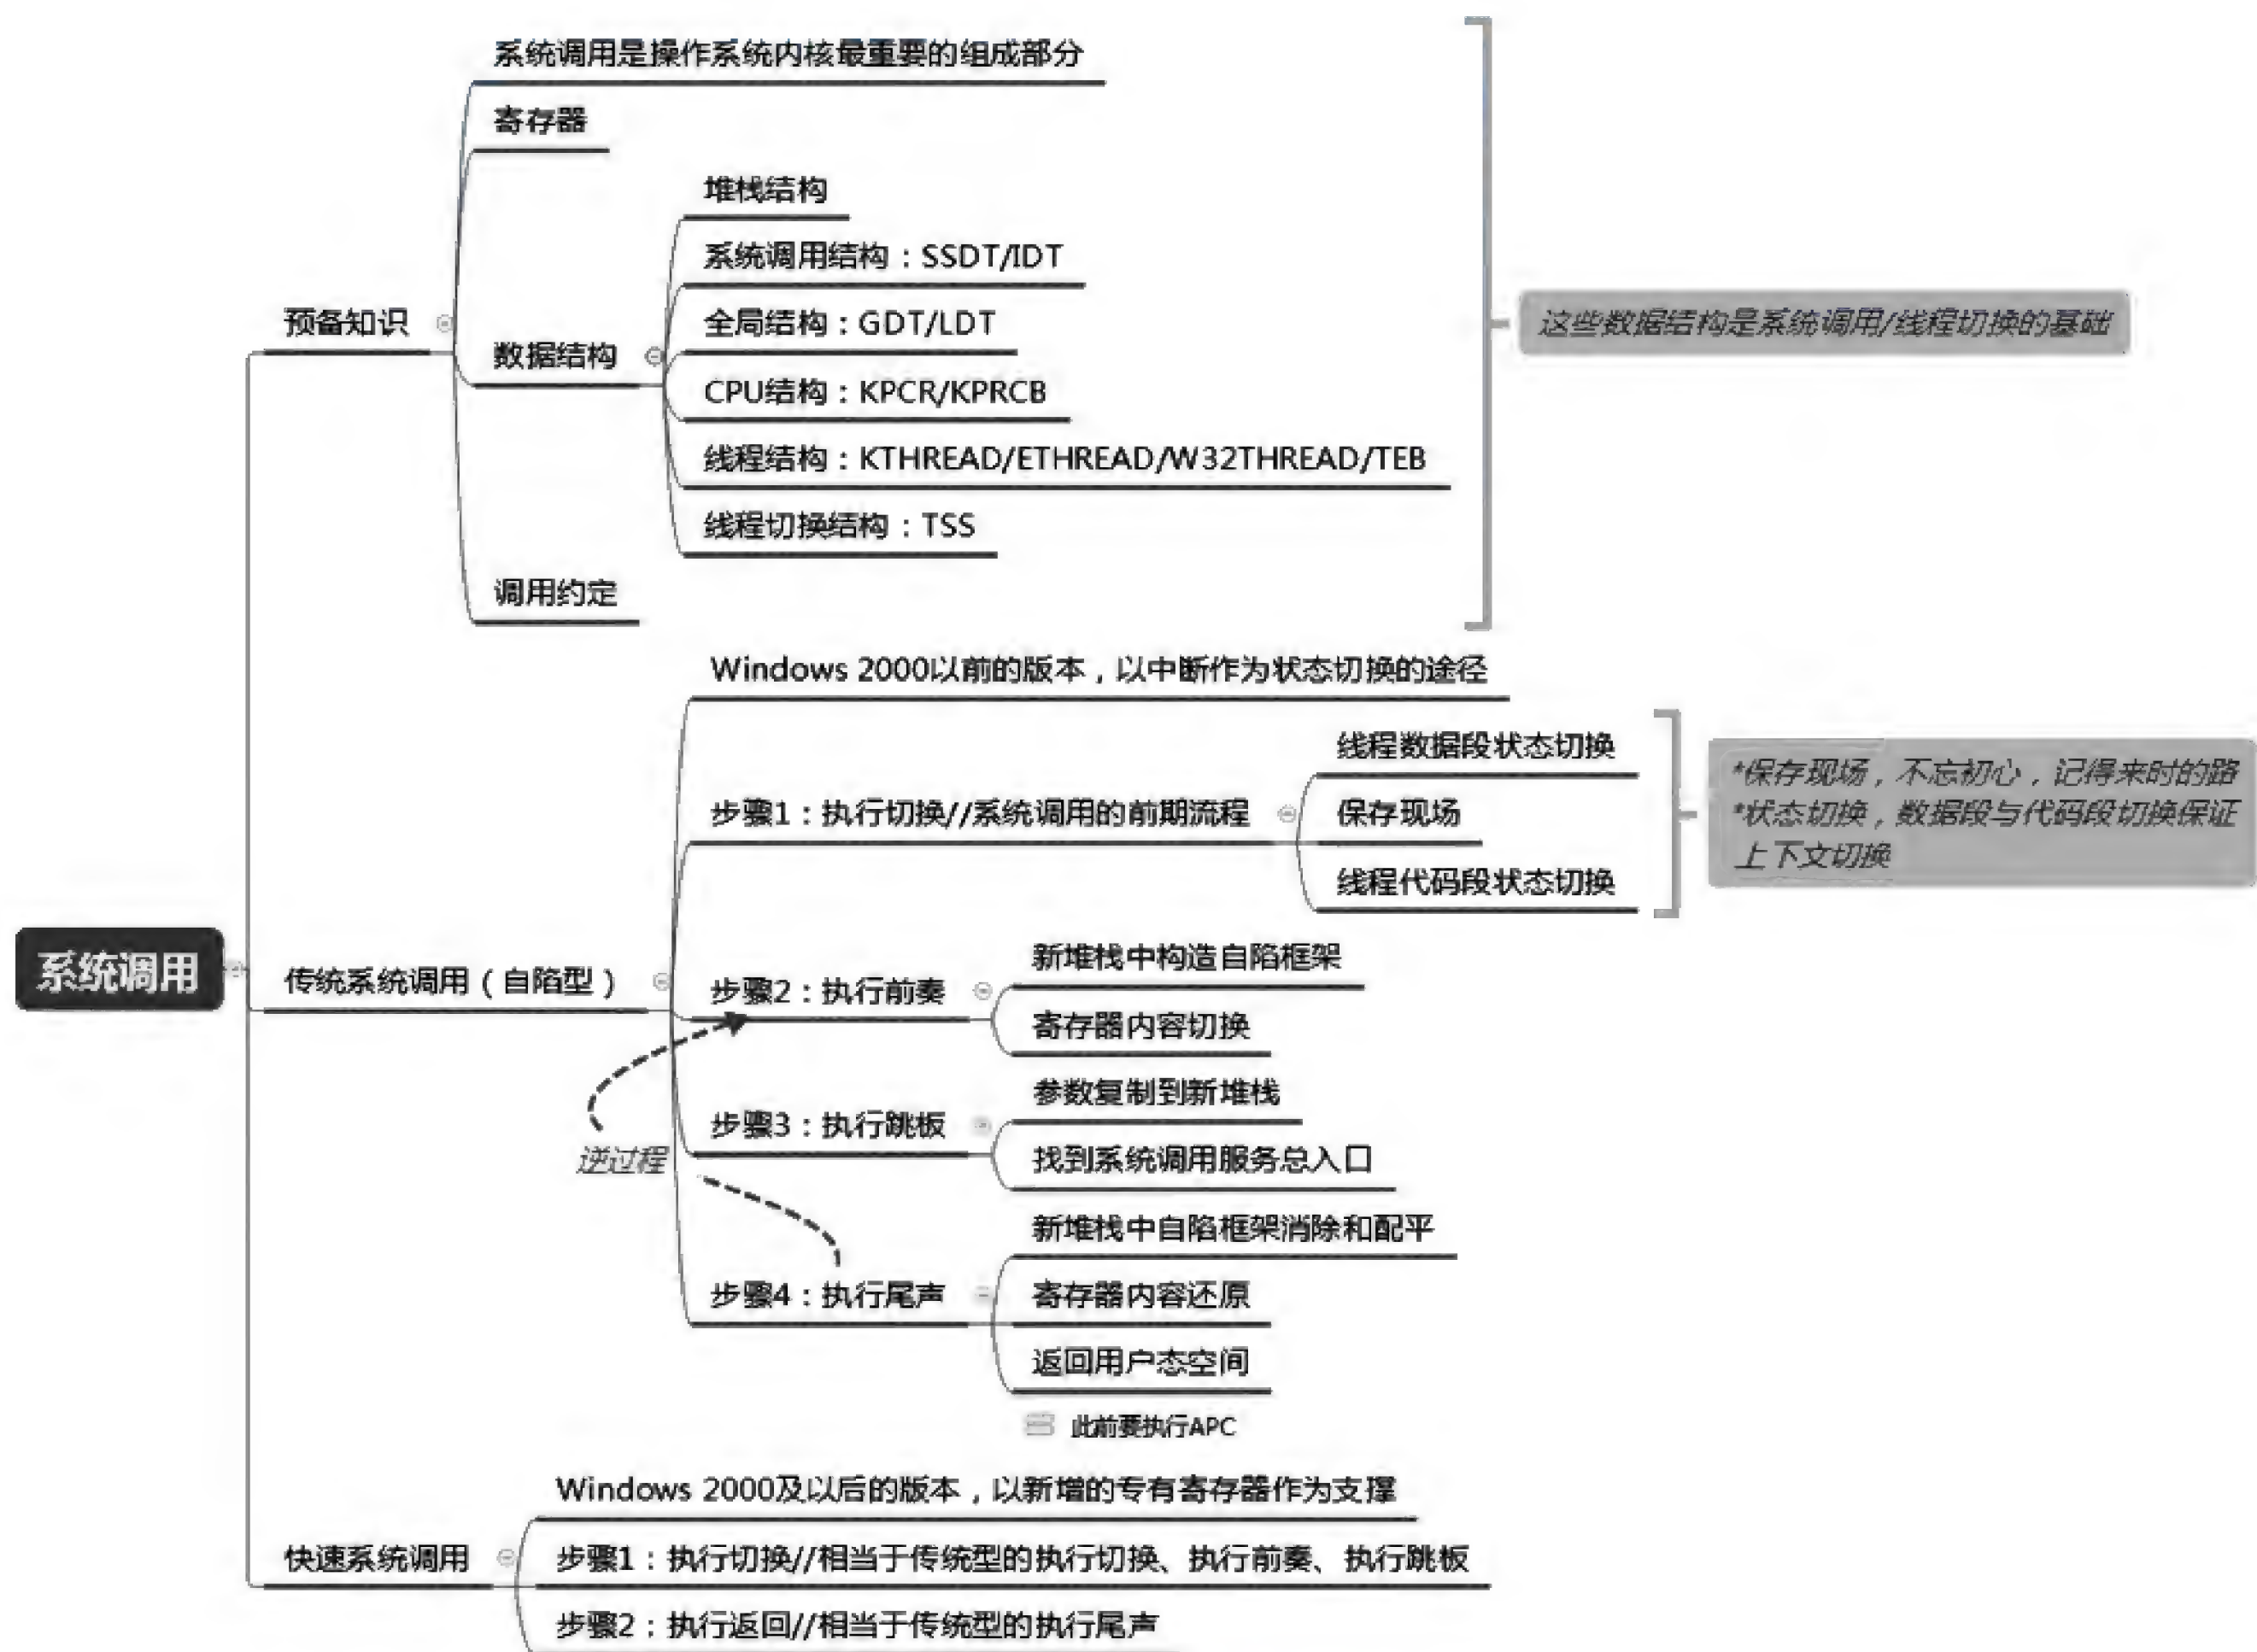 系统调用是操作系统内核最重要的组成部分
寄存器
堆栈结构
系统调用结构：SSDT/IDT
全局结构：GDT/LDT
预备知识
数据结构
CPU结构：KPCR/KPRCB
线程结构：KTHREAD/ETHREAD/W32THREAD/TEB
线程切换结构：TSS
调用约定
这些数据结构是系统调用/线程切换的基础
Windows 2000以前的版本，以中断作为状态切换的途径
步骤1：执行切换//系统调用的前期流程
线程数据段状态切换
保存现场
线程代码段状态切换
*保存现场，不忘初心，记得来时的路
*状态切换，数据段与代码段切换保证
上下文切换
系统调用
传统系统调用（自陷型）
步骤2：执行前奏
新堆栈中构造自陷框架
寄存器内容切换
逆过程
步骤3：执行跳板
参数复制到新堆栈
找到系统调用服务总入口
步骤4：执行尾声
新堆栈中自陷框架消除和配平
寄存器内容还原
返回用户态空间
此前要执行APC
快速系统调用
Windows 2000及以后的版本，以新增的专有寄存器作为支撑
步骤1：执行切换//相当于传统型的执行切换、执行前奏、执行跳板
步骤2：执行返回//相当于传统型的执行尾声